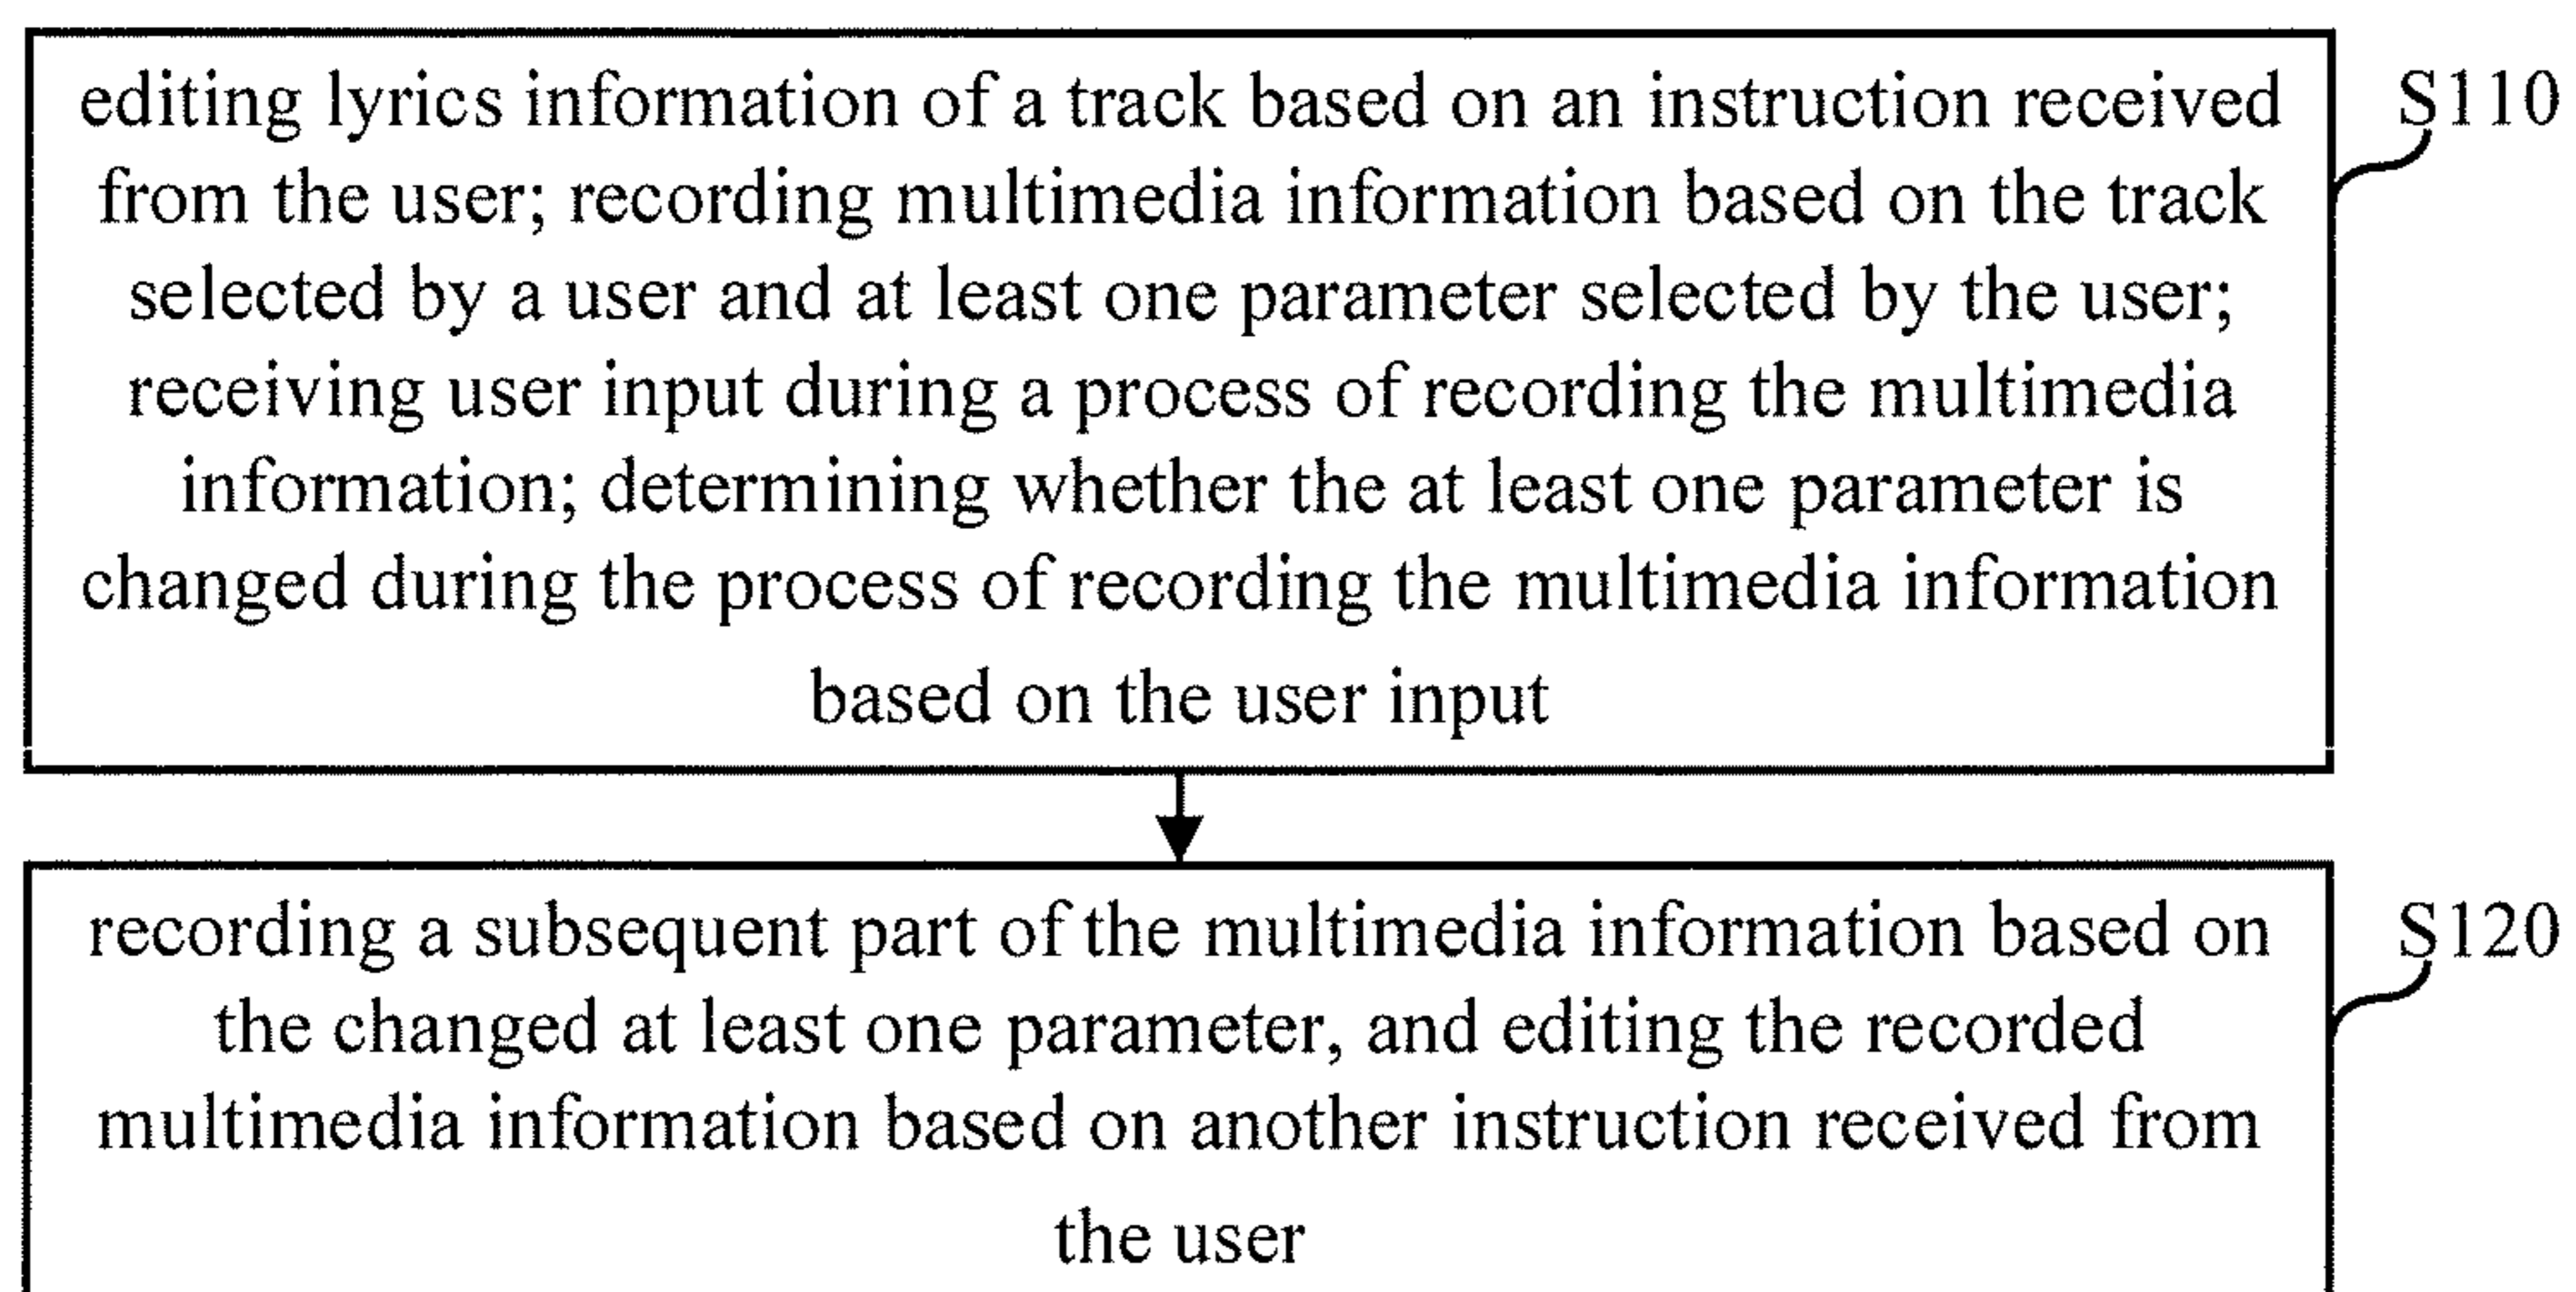 editing lyrics information of a track based on an instruction received
from the user; recording multimedia information based on the track
selected by a user and at least one parameter selected by the user;
receiving user input during a process of recording the multimedia
information; determining whether the at least one parameter is
changed during the process of recording the multimedia information
based on the user input
S110
recording a subsequent part of the multimedia information based on
the changed at least one parameter, and editing the recorded
multimedia information based on another instruction received from
the user
S120